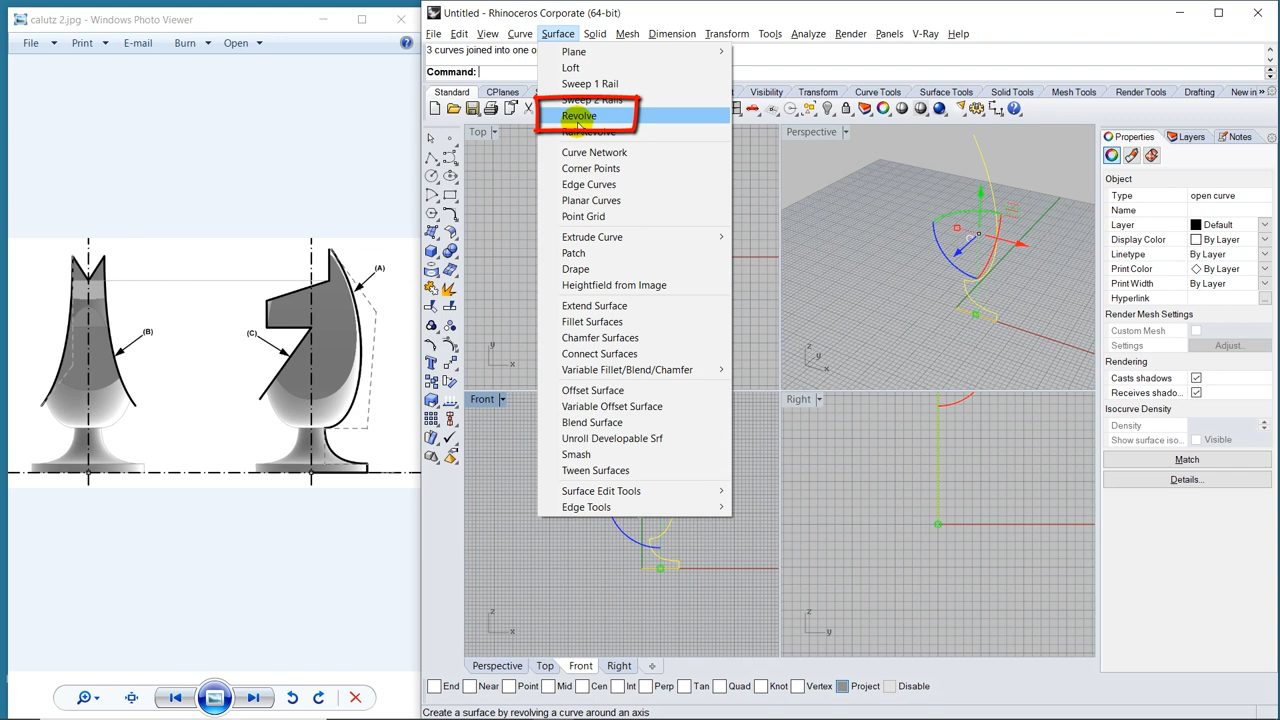 calutz 2.jpg - Windows Photo Viewer
File Print E-mail Burn Open
(A)
(B)
(C)
Untitled - Rhinoceros Corporate (64-bit)
File Edit View Curve Surface Solid Mesh Dimension Transform Tools Analyze Render Panels V-Ray Help
3 curves joined into one o
Command:
Standard CPlanes Visibility Transform Curve Tools Surface Tools Solid Tools Mesh Tools Render Tools Drafting New in
Plane
Loft
Sweep 1 Rail
Sweep 2 Rails
Revolve
Rail Revolve
Curve Network
Corner Points
Edge Curves
Planar Curves
Point Grid
Extrude Curve
Patch
Drape
Heightfield from Image
Extend Surface
Fillet Surfaces
Chamfer Surfaces
Connect Surfaces
Variable Fillet/Blend/Chamfer
Offset Surface
Variable Offset Surface
Blend Surface
Unroll Developable Srf
Smash
Tween Surfaces
Surface Edit Tools
Edge Tools
Top
y
x
Perspective
z
y
x
Front
z
x
Right
z
y
Properties Layers Notes
Object
Type open curve
Name
Layer Default
Display Color By Layer
Linetype By Layer
Print Color By Layer
Print Width By Layer
Hyperlink ...
Render Mesh Settings
Custom Mesh
Settings Adjust...
Rendering
Casts shadows
Receives shado...
Isocurve Density
Density
Show surface iso... Visible
Match
Details...
Perspective Top Front Right
End Near Point Mid Cen Int Perp Tan Quad Knot Vertex Project Disable
Create a surface by revolving a curve around an axis